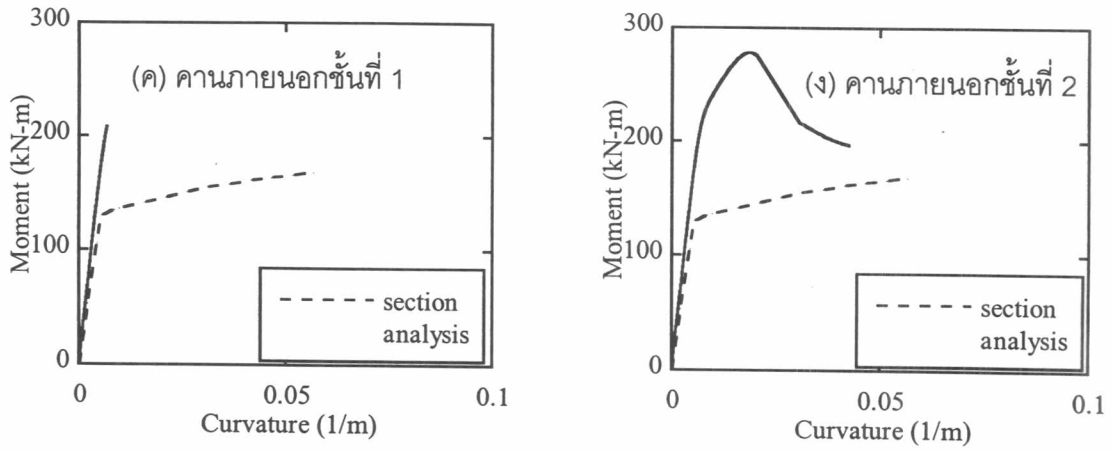 300
(ค) คานภายนอกชั้นที่ 1
200
Moment (kN-m)
100
section
analysis
0
0
0.05
0.1
Curvature (1/m)
300
(ง) คานภายนอกชั้นที่ 2
200
Moment (kN-m)
100
section
analysis
0
0
0.05
0.1
Curvature (1/m)